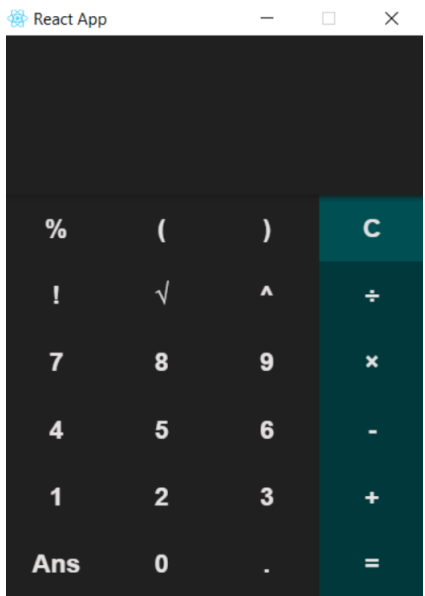 React App
% ( ) C
! √ ^ ÷
7 8 9 ×
4 5 6 -
1 2 3 +
Ans 0 . =